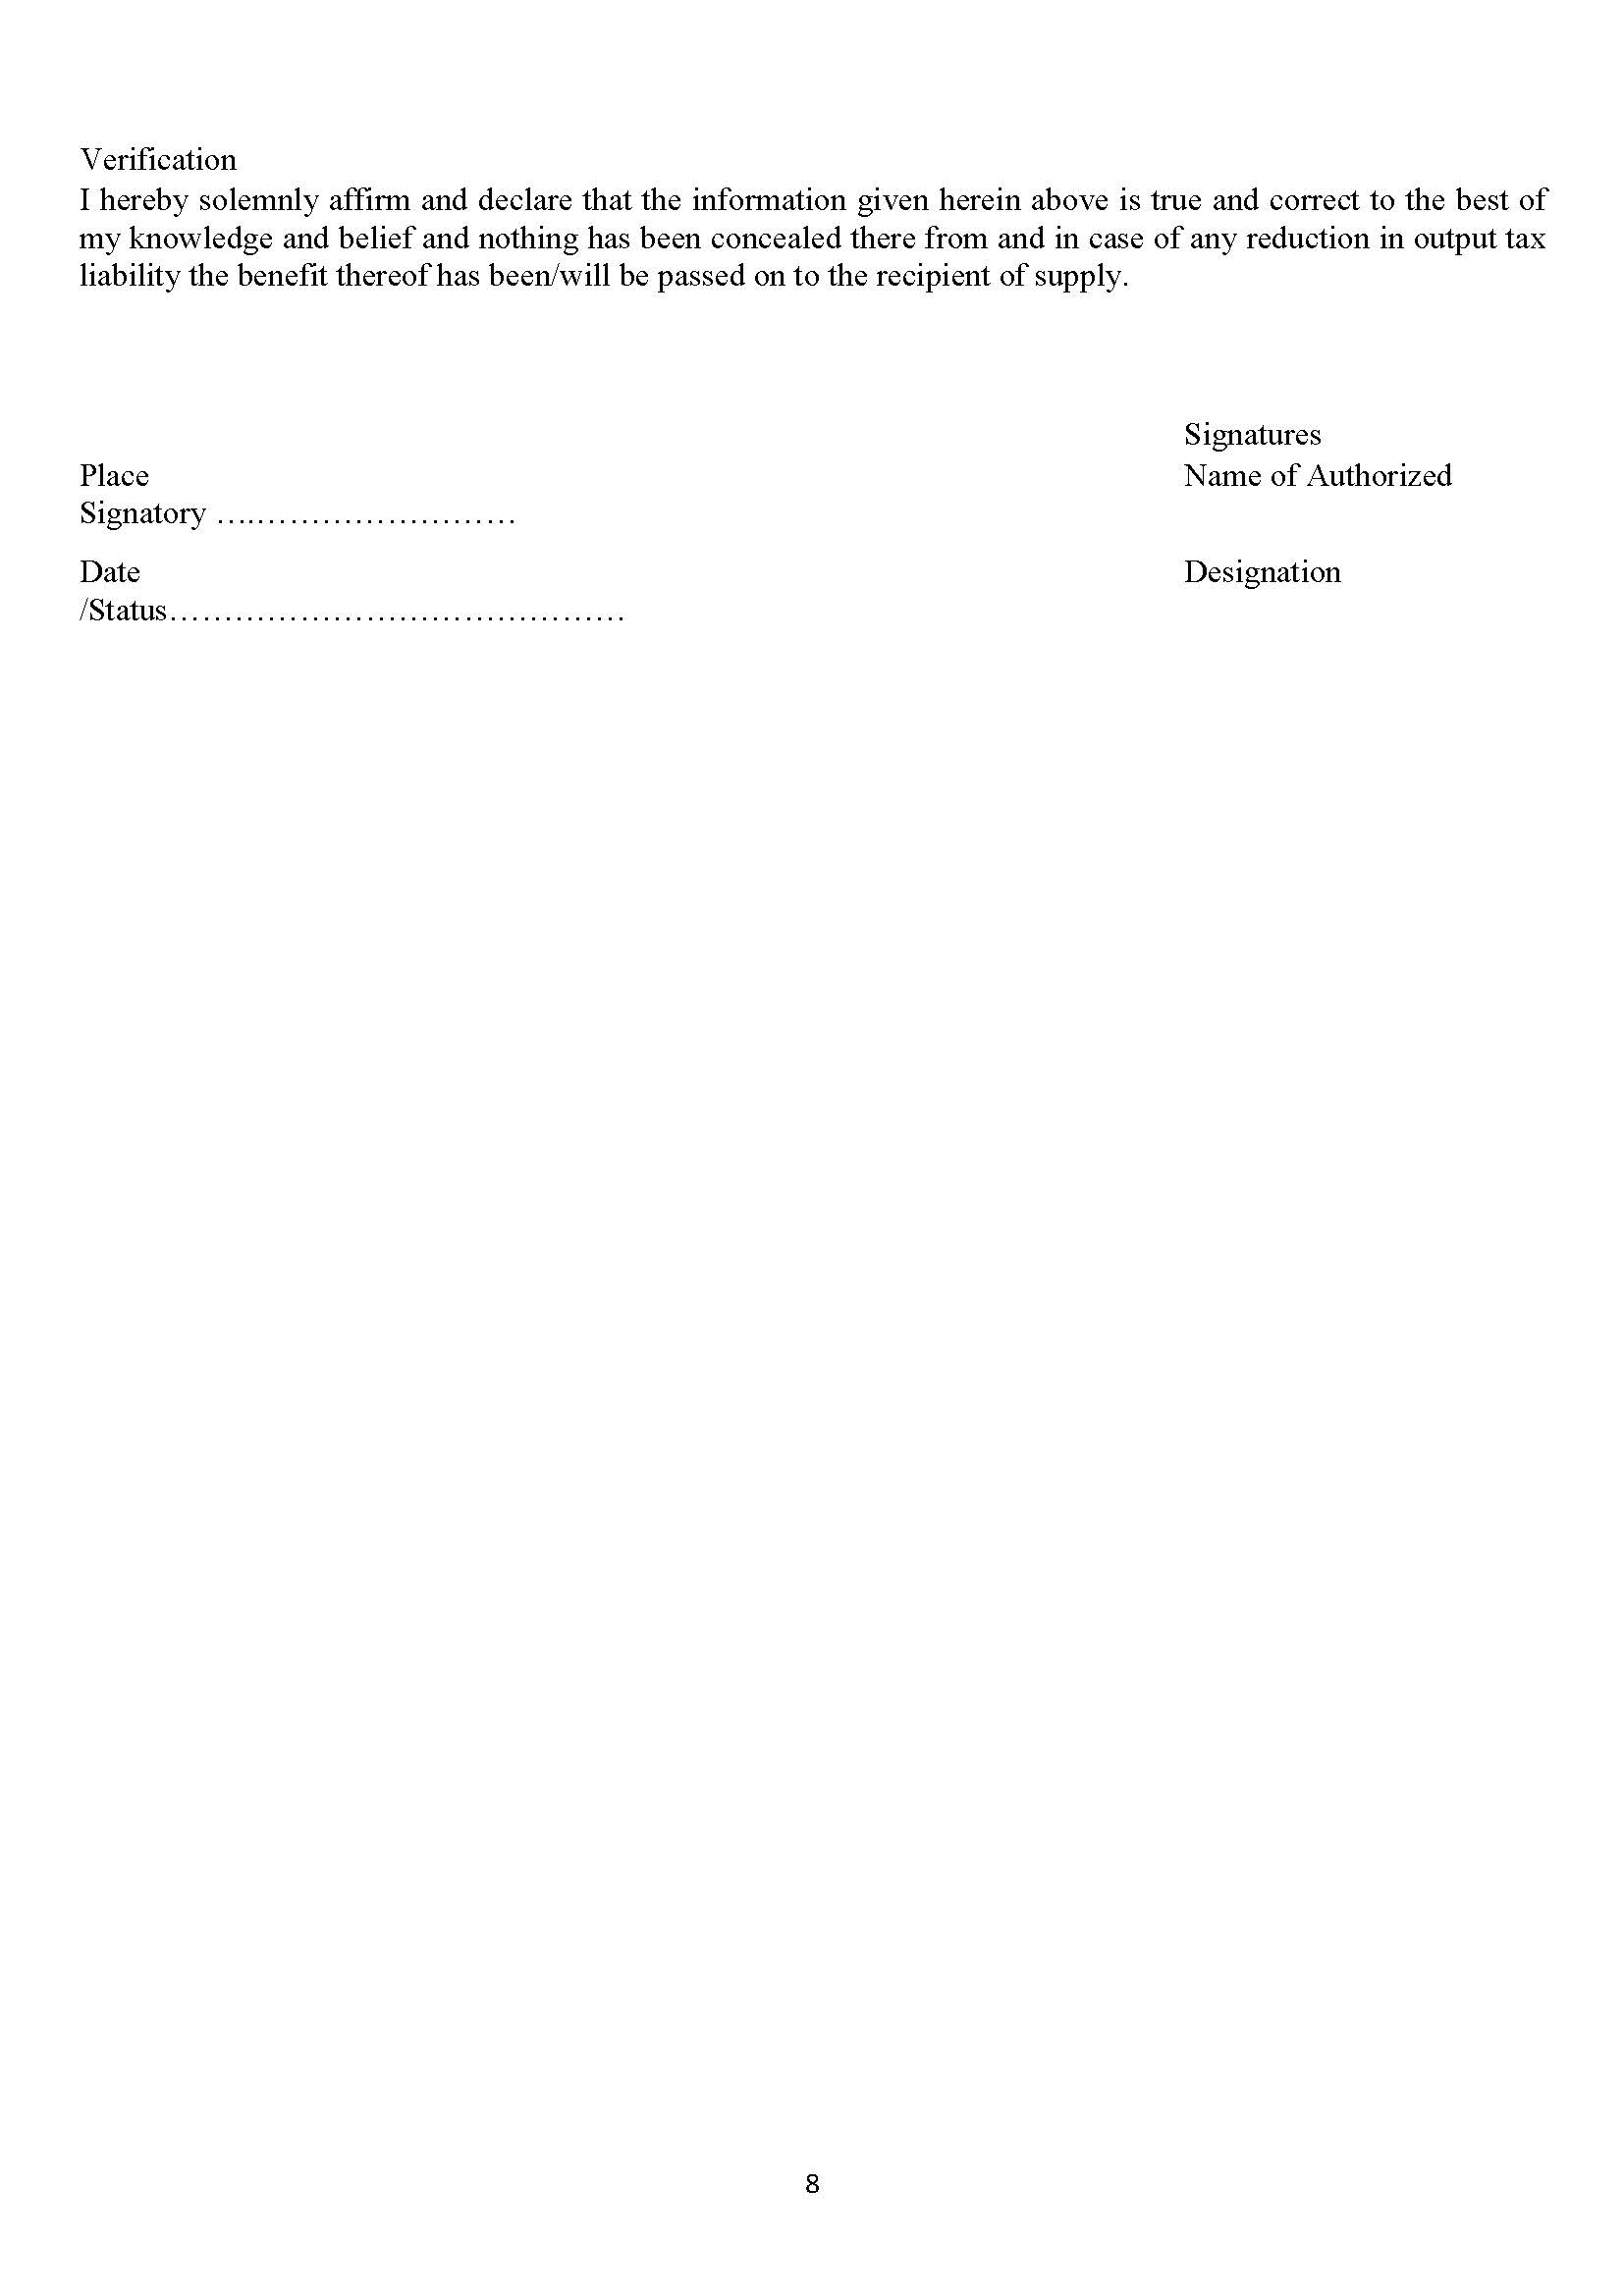 Verification
I hereby solemnly affirm and declare that the information given herein above is true and correct to the best of
my knowledge and belief and nothing has been concealed there from and in case of any reduction in output tax
liability the benefit thereof has been/will be passed on to the recipient of supply.
Signatures
Place Name of Authorized
Signatory ….……………………
Date Designation
/Status……………………………………
8